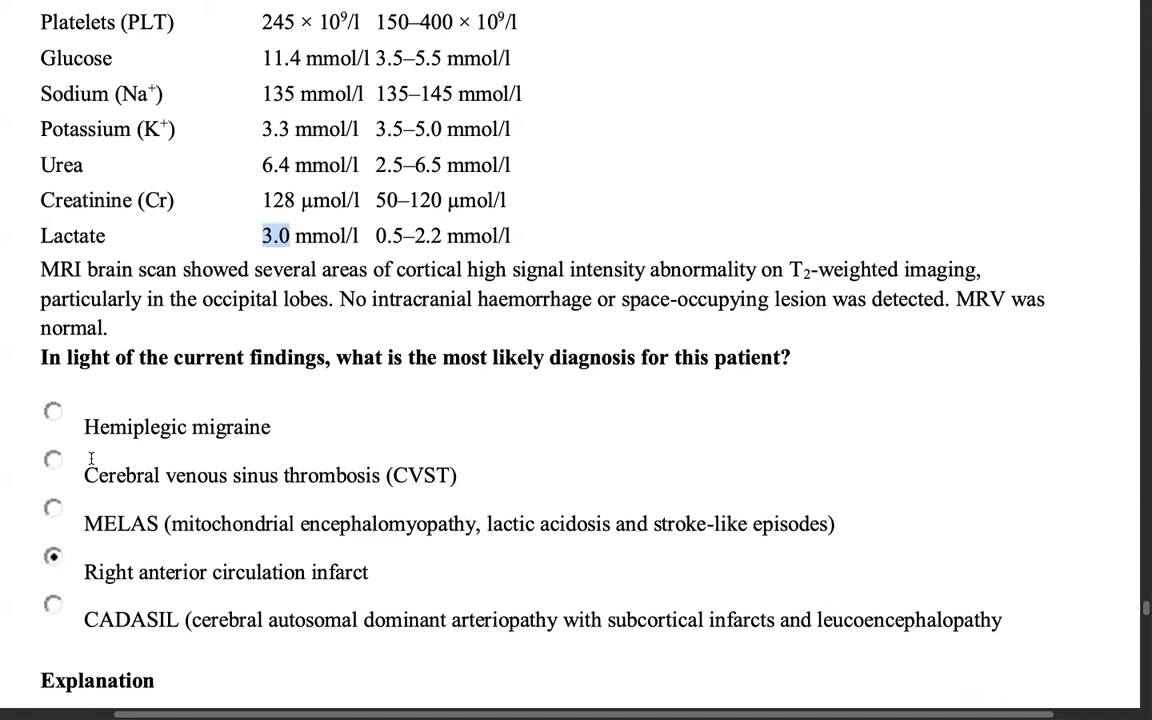 Platelets (PLT) 245 × 10⁹/l 150–400 × 10⁹/l
Glucose 11.4 mmol/l 3.5–5.5 mmol/l
Sodium (Na⁺) 135 mmol/l 135–145 mmol/l
Potassium (K⁺) 3.3 mmol/l 3.5–5.0 mmol/l
Urea 6.4 mmol/l 2.5–6.5 mmol/l
Creatinine (Cr) 128 µmol/l 50–120 µmol/l
Lactate 3.0 mmol/l 0.5–2.2 mmol/l
MRI brain scan showed several areas of cortical high signal intensity abnormality on T₂-weighted imaging,
particularly in the occipital lobes. No intracranial haemorrhage or space-occupying lesion was detected. MRV was
normal.
In light of the current findings, what is the most likely diagnosis for this patient?
Hemiplegic migraine
Cerebral venous sinus thrombosis (CVST)
MELAS (mitochondrial encephalomyopathy, lactic acidosis and stroke-like episodes)
Right anterior circulation infarct
CADASIL (cerebral autosomal dominant arteriopathy with subcortical infarcts and leucoencephalopathy
Explanation